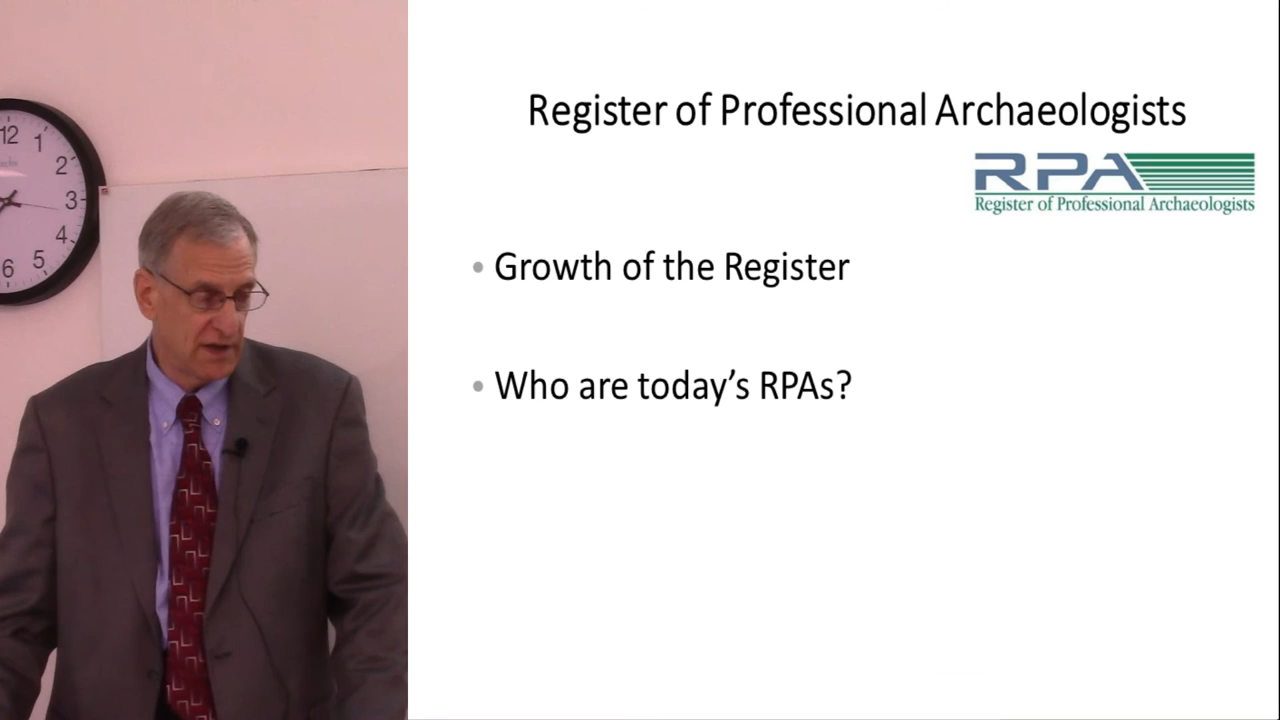 12
1
2
3
4
5
6
Register of Professional Archaeologists
RPA
Register of Professional Archaeologists
• Growth of the Register
• Who are today's RPAs?